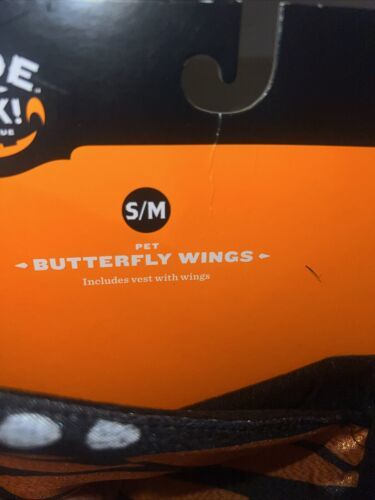 S/M
PET
BUTTERFLY WINGS
Includes vest with wings